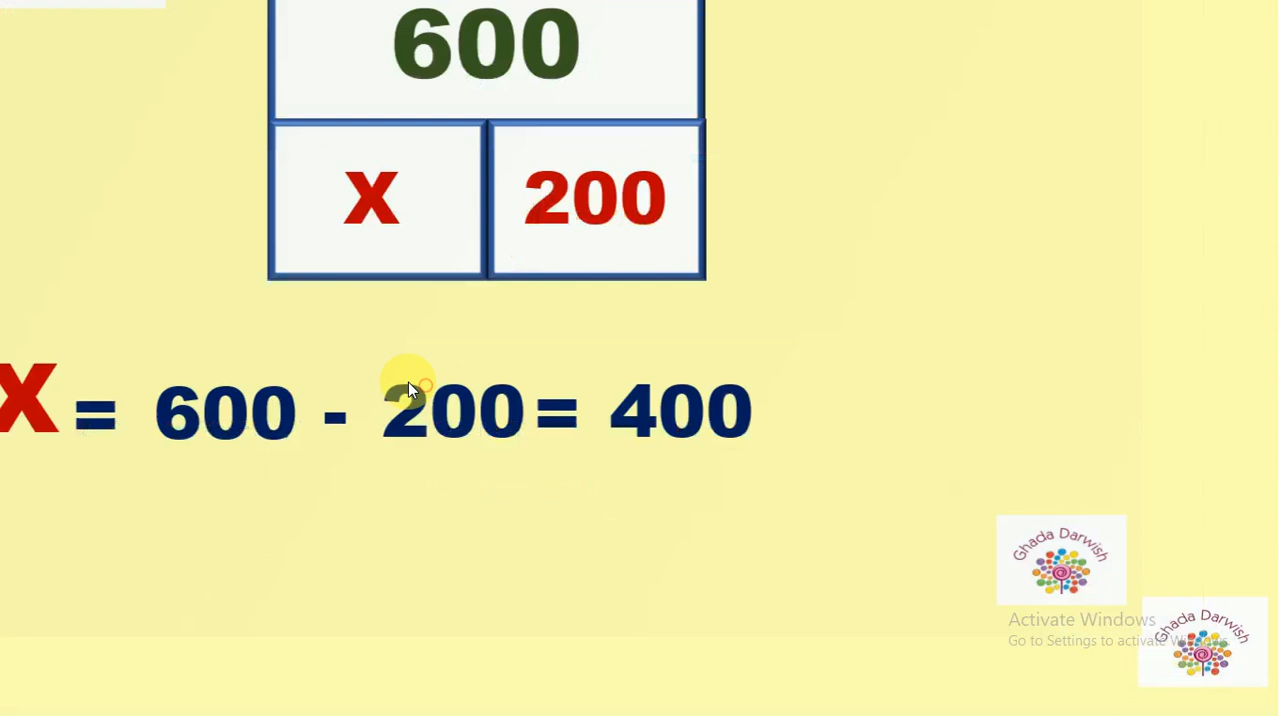 600
X 200
X = 600 - 200 = 400
Ghada Darwish
Activate Windows
Go to Settings to activate Windows.
Ghada Darwish